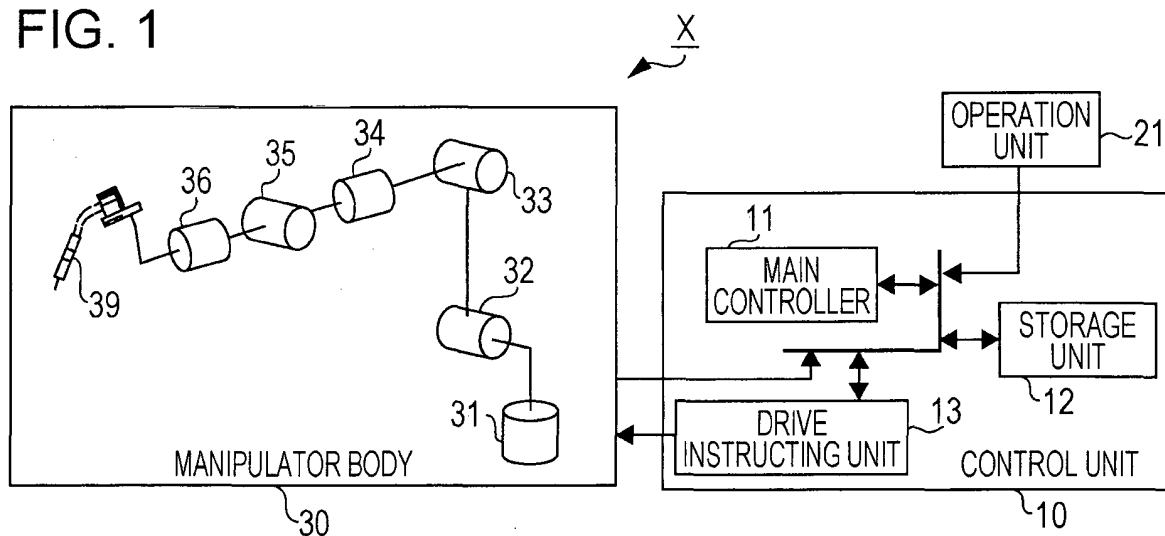 FIG. 1
X
OPERATION
UNIT
21
34
35
36
33
39
32
11
MAIN
CONTROLLER
STORAGE
UNIT
12
31
13
DRIVE
INSTRUCTING UNIT
MANIPULATOR BODY
CONTROL UNIT
30
10